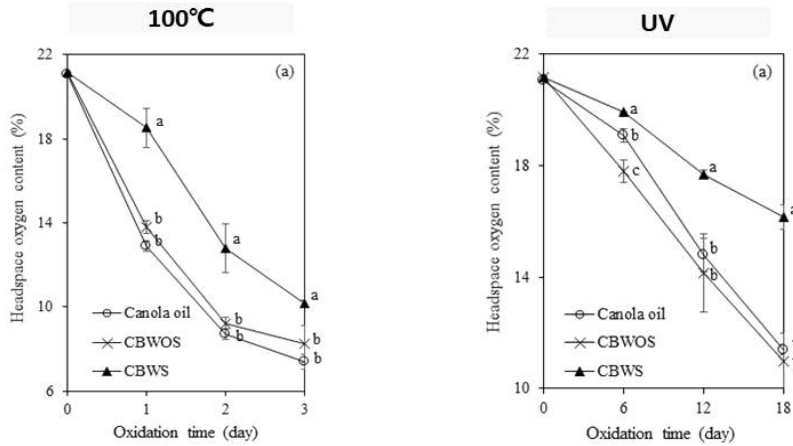 100℃
UV
22
18
14
10
6
Headspace oxygen content (%)
(a)
a
b
b
a
b
b
a
b
b
Canola oil
CBWOS
CBWS
0
1
2
3
Oxidation time (day)
22
18
14
10
Headspace oxygen content (%)
(a)
a
b
c
a
b
b
a
Canola oil
CBWOS
CBWS
0
6
12
18
Oxidation time (day)